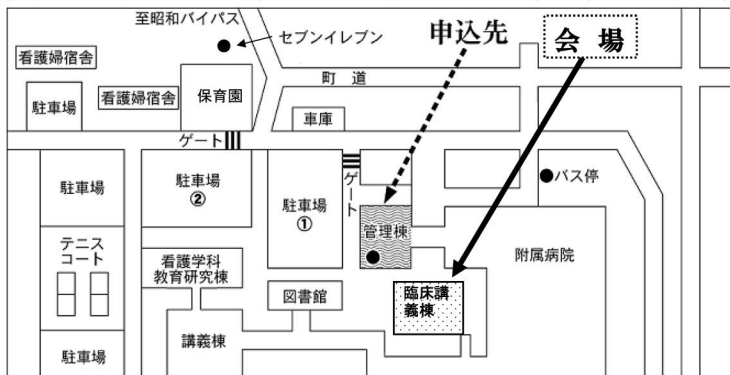 至昭和バイパス
セブンイレブン
申込先
会 場
看護婦宿舎
看護婦宿舎
保育園
町 道
駐車場
車庫
ゲート
ゲート
駐車場
駐車場
②
駐車場
①
バス停
管理棟
テニス
コート
看護学科
教育研究棟
附属病院
図書館
臨床講
義棟
講義棟
駐車場